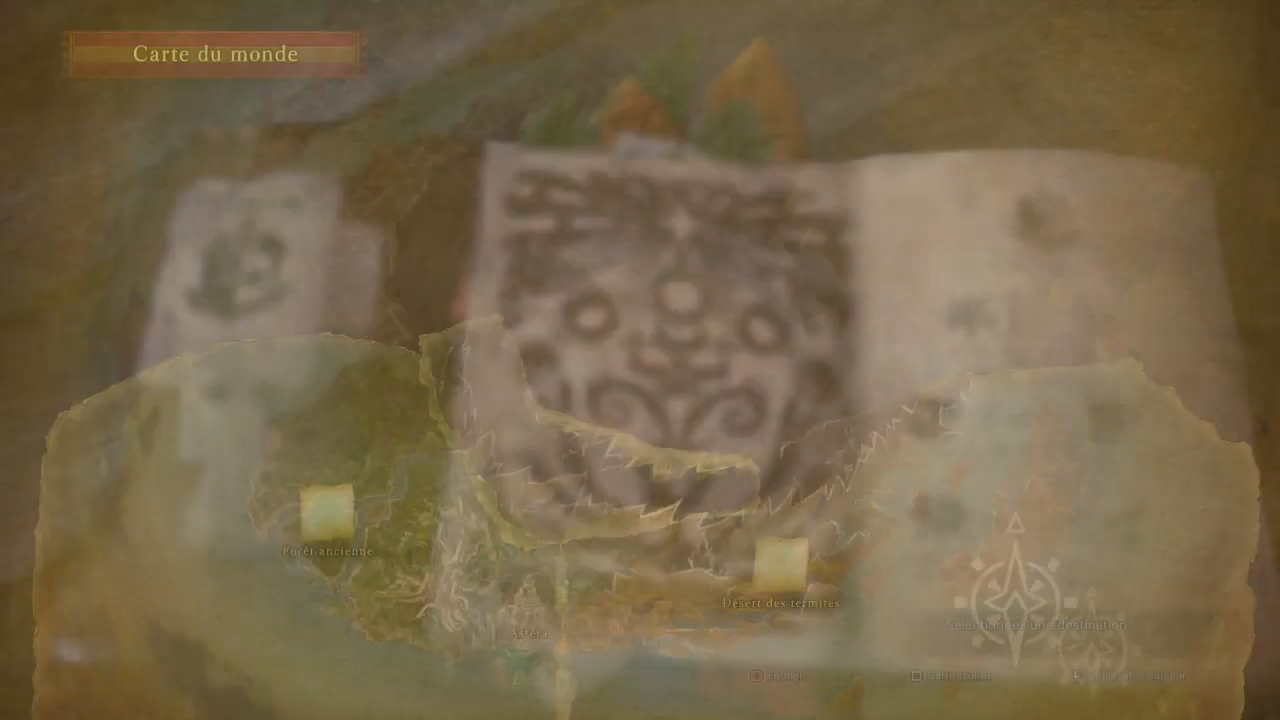 Carte du monde
Forêt ancienne
Désert des termites
Astera
Sélectionnez une destination